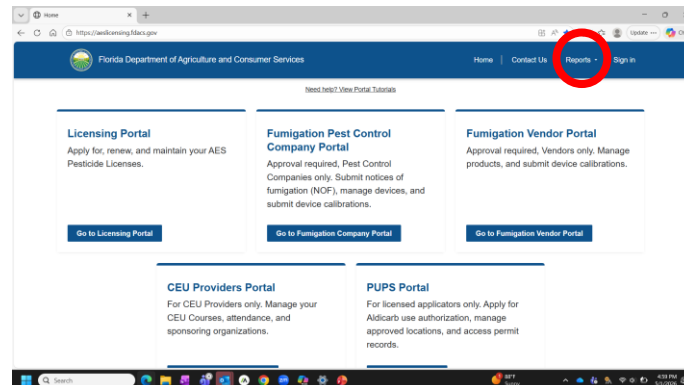 Home
https://aeslicensing.fdacs.gov
Update
Florida Department of Agriculture and Consumer Services
Home
Contact Us
Reports
Sign in
Need help? View Portal Tutorials
Licensing Portal
Apply for, renew, and maintain your AES
Pesticide Licenses.
Go to Licensing Portal
Fumigation Pest Control
Company Portal
Approval required, Pest Control
Companies only. Submit notices of
fumigation (NOF), manage devices, and
submit device calibrations.
Go to Fumigation Company Portal
Fumigation Vendor Portal
Approval required, Vendors only. Manage
products, and submit device calibrations.
Go to Fumigation Vendor Portal
CEU Providers Portal
For CEU Providers only. Manage your
CEU Courses, attendance, and
sponsoring organizations.
PUPS Portal
For licensed applicators only. Apply for
Aldicarb use authorization, manage
approved locations, and access permit
records.
Search
88°F
Sunny
4:59 PM